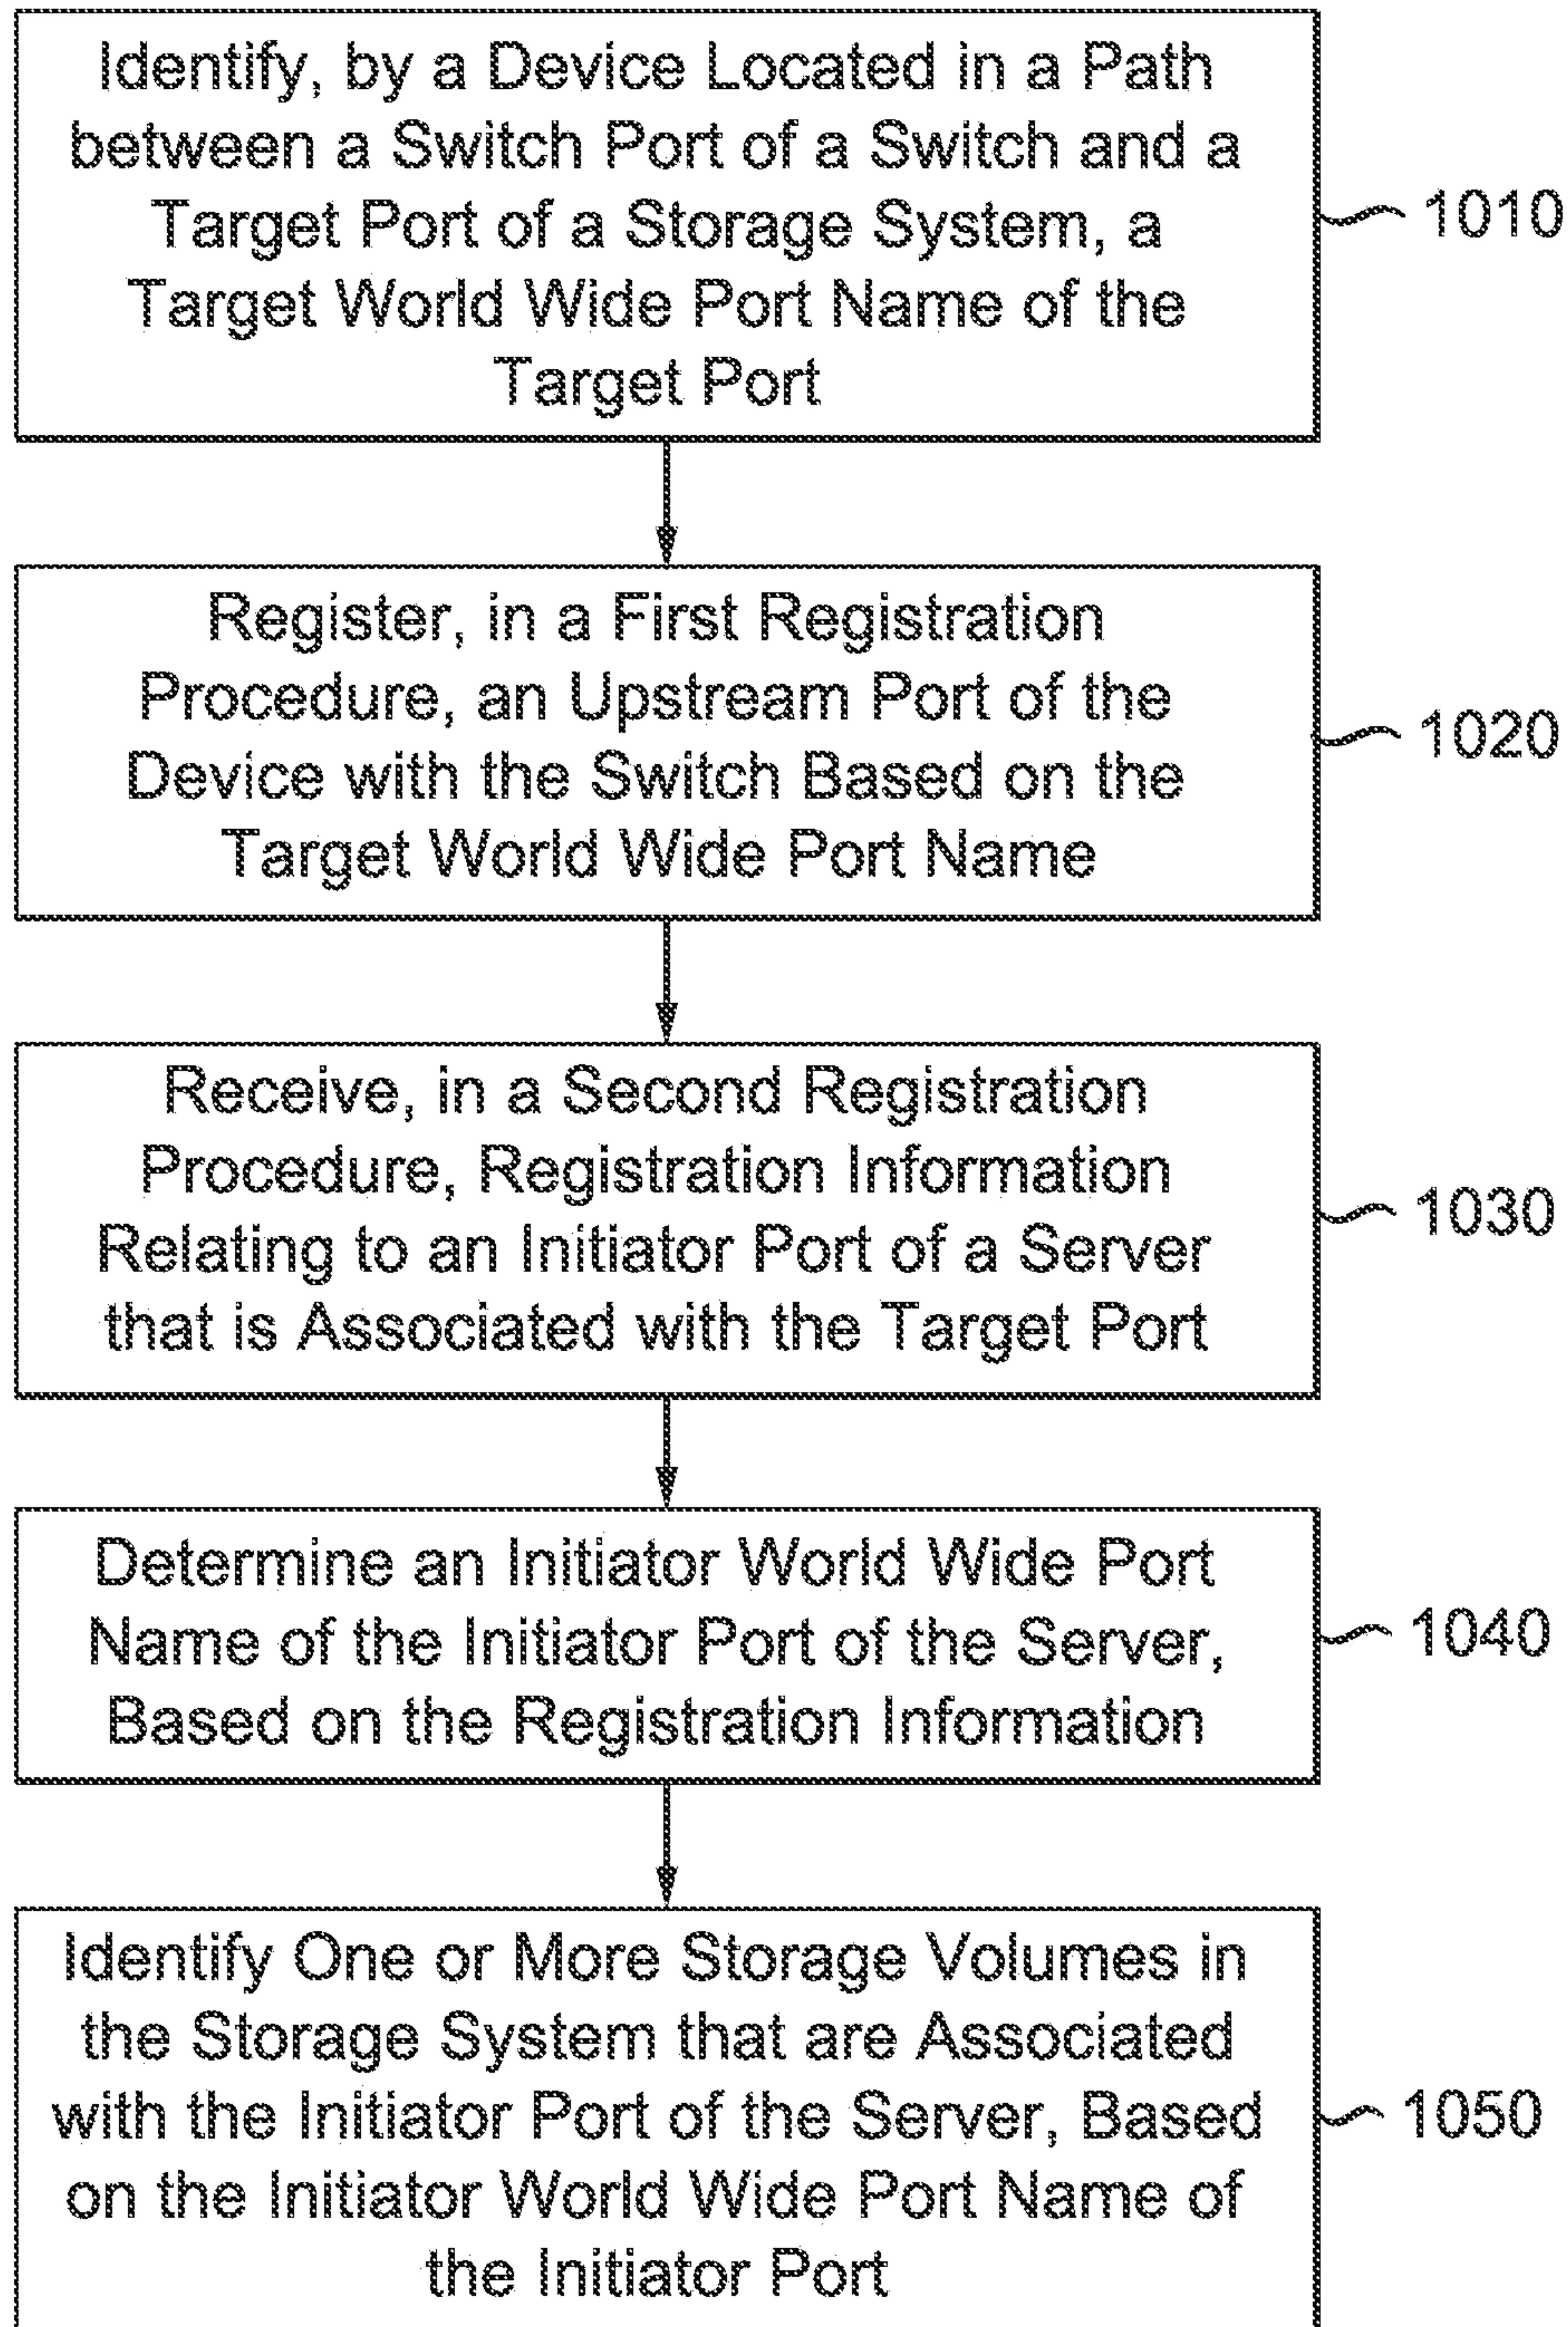 Identify, by a Device Located in a Path
between a Switch Port of a Switch and a
Target Port of a Storage System, a
Target World Wide Port Name of the
Target Port
1010
Register, in a First Registration
Procedure, an Upstream Port of the
Device with the Switch Based on the
Target World Wide Port Name
1020
Receive, in a Second Registration
Procedure, Registration Information
Relating to an Initiator Port of a Server
that is Associated with the Target Port
1030
Determine an Initiator World Wide Port
Name of the Initiator Port of the Server,
Based on the Registration Information
1040
Identify One or More Storage Volumes in
the Storage System that are Associated
with the Initiator Port of the Server, Based
on the Initiator World Wide Port Name of
the Initiator Port
1050